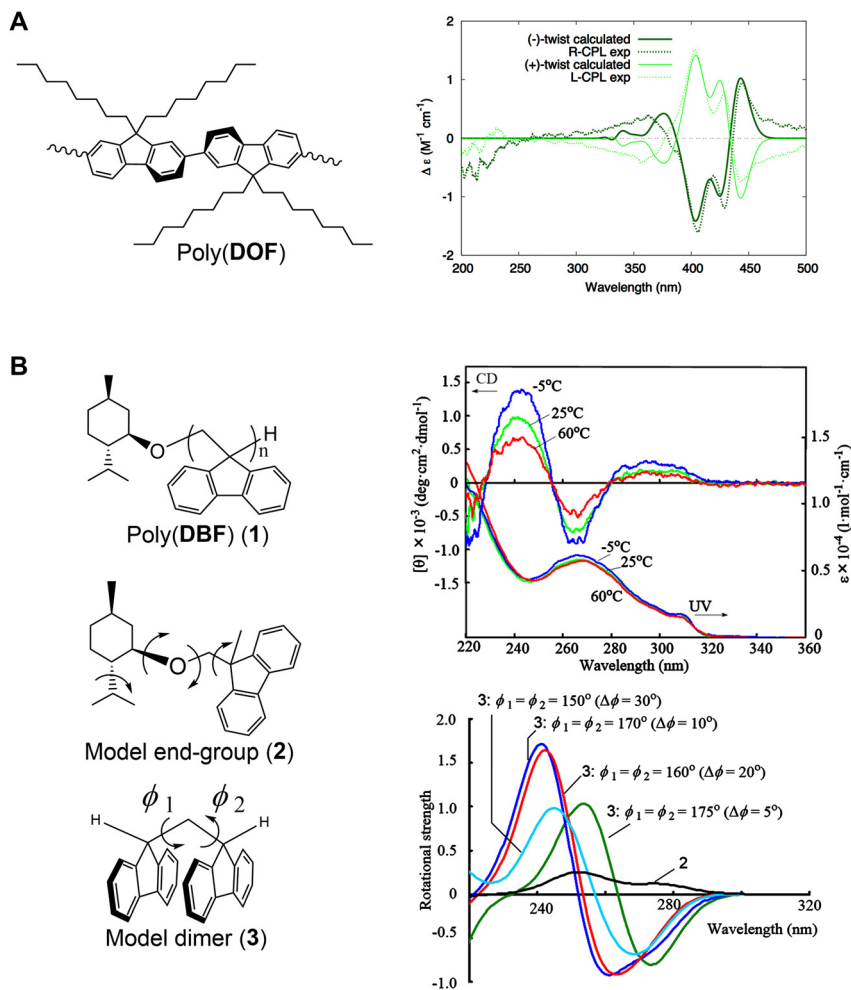 A
Poly(DOF)
(-)-twist calculated
R-CPL exp
(+)-twist calculated
L-CPL exp
2
1
0
-1
-2
Δ ε (M⁻¹ cm⁻¹)
200 250 300 350 400 450 500
Wavelength (nm)
B
O
H
n
Poly(DBF) (1)
O
Model end-group (2)
ϕ1 ϕ2
H H
Model dimer (3)
CD
-5°C
25°C
60°C
1.5
1.0
0.5
0
-0.5
-1.0
-1.5
[θ] × 10⁻³ (deg·cm²·dmol⁻¹)
-5°C
25°C
60°C
UV
1.5
1.0
0.5
0
ε×10⁻⁴ (l·mol⁻¹·cm⁻¹)
220 240 260 280 300 320 340 360
Wavelength (nm)
3: ϕ1 = ϕ2 = 150° (Δϕ = 30°)
3: ϕ1 = ϕ2 = 170° (Δϕ = 10°)
3: ϕ1 = ϕ2 = 160° (Δϕ = 20°)
3: ϕ1 = ϕ2 = 175° (Δϕ = 5°)
2
2.0
1.5
1.0
0.5
0
-0.5
-1.0
Rotational strength
240 280 320
Wavelength (nm)